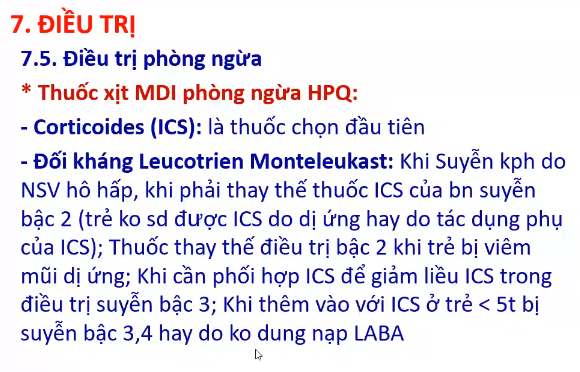 7. ĐIỀU TRỊ
7.5. Điều trị phòng ngừa
* Thuốc xịt MDI phòng ngừa HPQ:
- Corticoides (ICS): là thuốc chọn đầu tiên
- Đối kháng Leucotrien Monteleukast: Khi Suyễn kph do
NSV hô hấp, khi phải thay thế thuốc ICS của bn suyễn
bậc 2 (trẻ ko sd được ICS do dị ứng hay do tác dụng phụ
của ICS); Thuốc thay thế điều trị bậc 2 khi trẻ bị viêm
mũi dị ứng; Khi cần phối hợp ICS để giảm liều ICS trong
điều trị suyễn bậc 3; Khi thêm vào với ICS ở trẻ < 5t bị
suyễn bậc 3,4 hay do ko dung nạp LABA